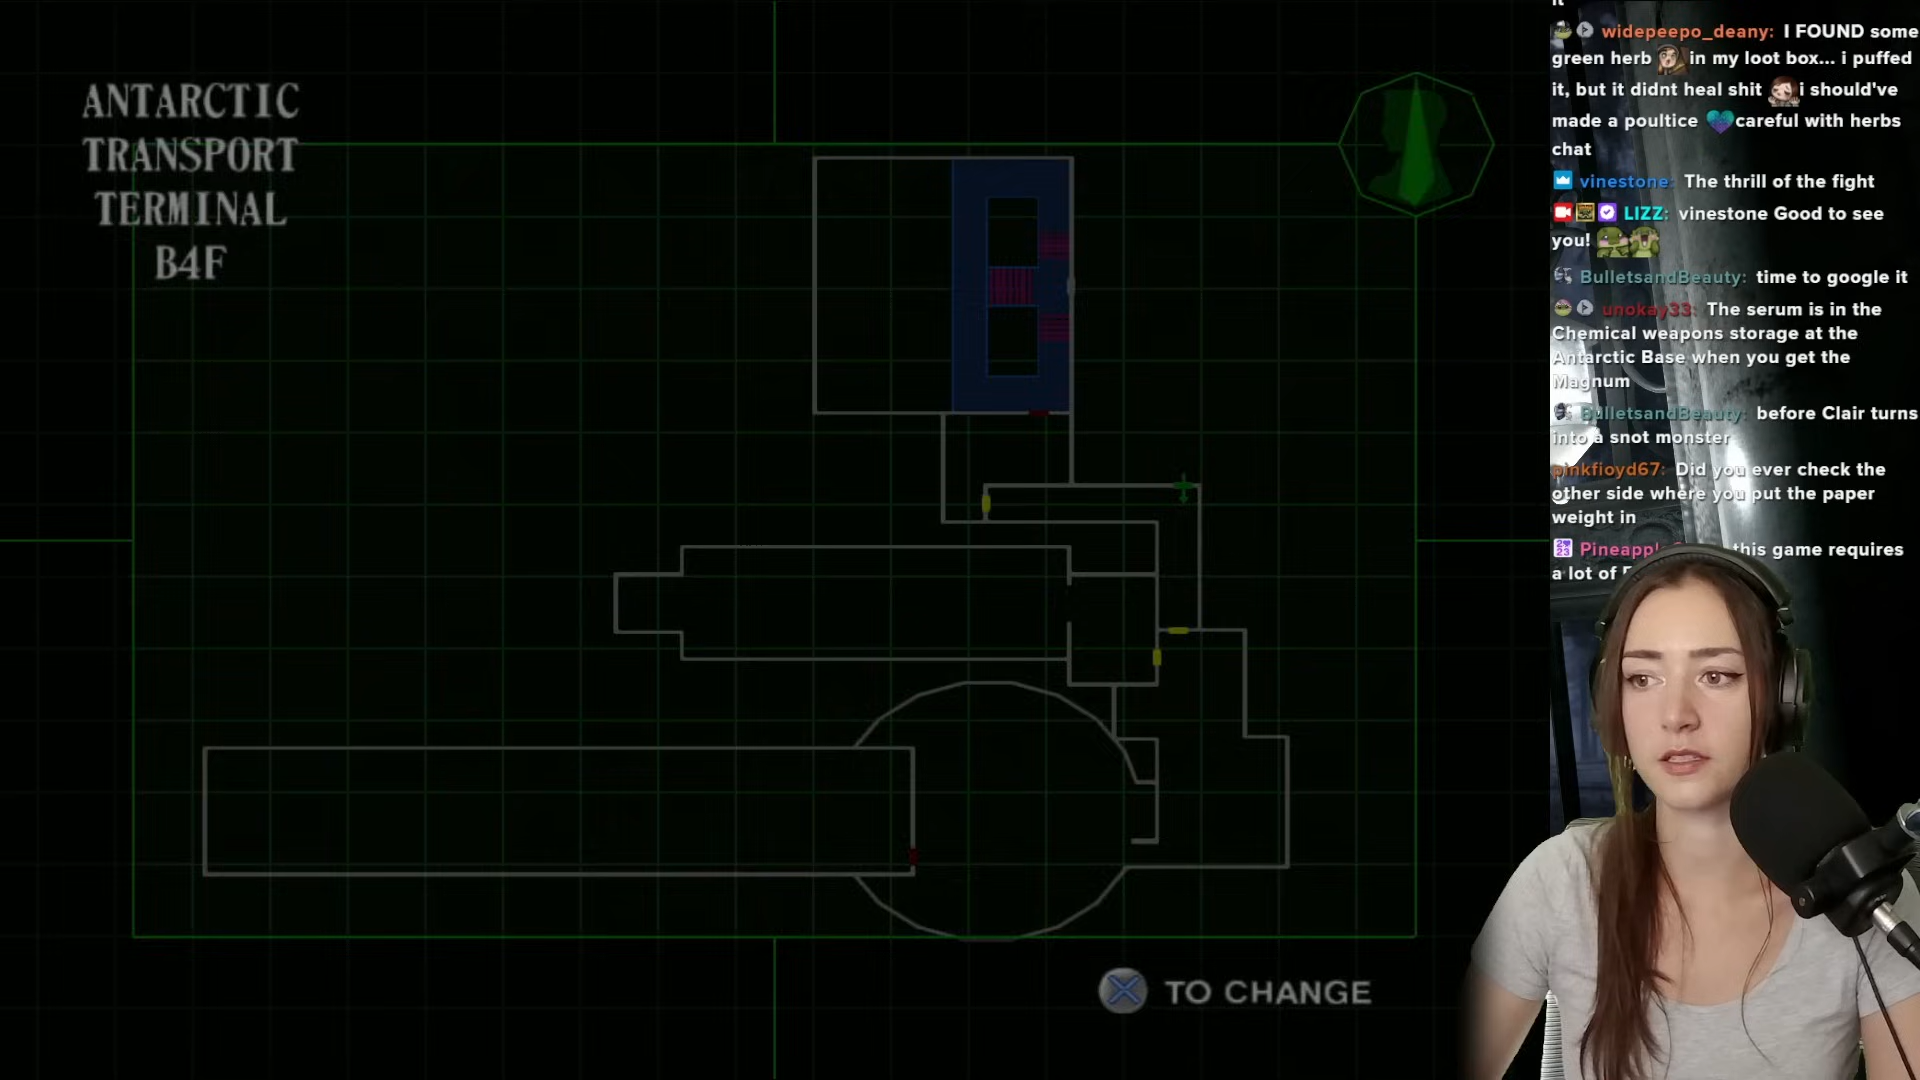 ANTARCTIC
TRANSPORT
TERMINAL
B4F
TO CHANGE
it
widepeepo_deany: I FOUND some
green herb in my loot box... i puffed
it, but it didnt heal shit i should've
made a poultice careful with herbs
chat
vinestone: The thrill of the fight
LIZZ: vinestone Good to see
you!
BulletsandBeauty: time to google it
unokay33: The serum is in the
Chemical weapons storage at the
Antarctic Base when you get the
Magnum
BulletsandBeauty: before Clair turns
into a snot monster
pinkfloyd67: Did you ever check the
other side where you put the paper
weight in
this game requires
a lot of